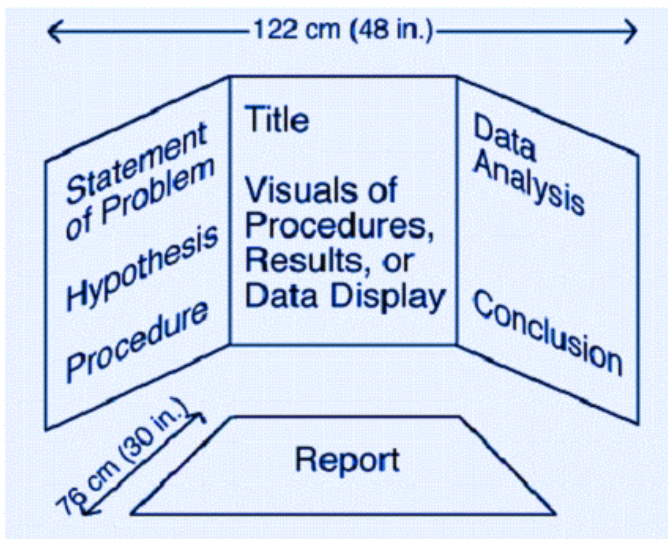 122 cm (48 in.)
Statement
of Problem
Hypothesis
Procedure
Title
Visuals of
Procedures,
Results, or
Data Display
Data
Analysis
Conclusion
76 cm (30 in.)
Report